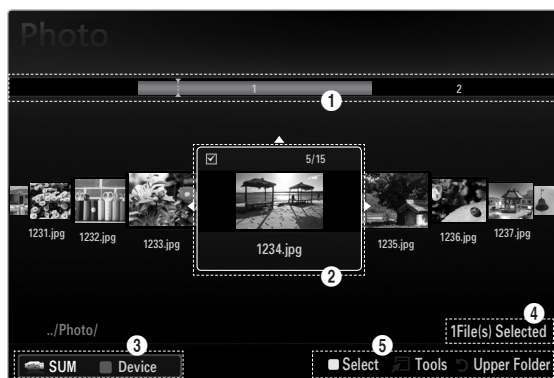 Photo
1 2
①
5/15
1231.jpg 1232.jpg 1233.jpg 1234.jpg 1235.jpg 1236.jpg 1237.jpg
②
../Photo/
④
1File(s) Selected
③ ⑤
SUM Device Select Tools Upper Folder